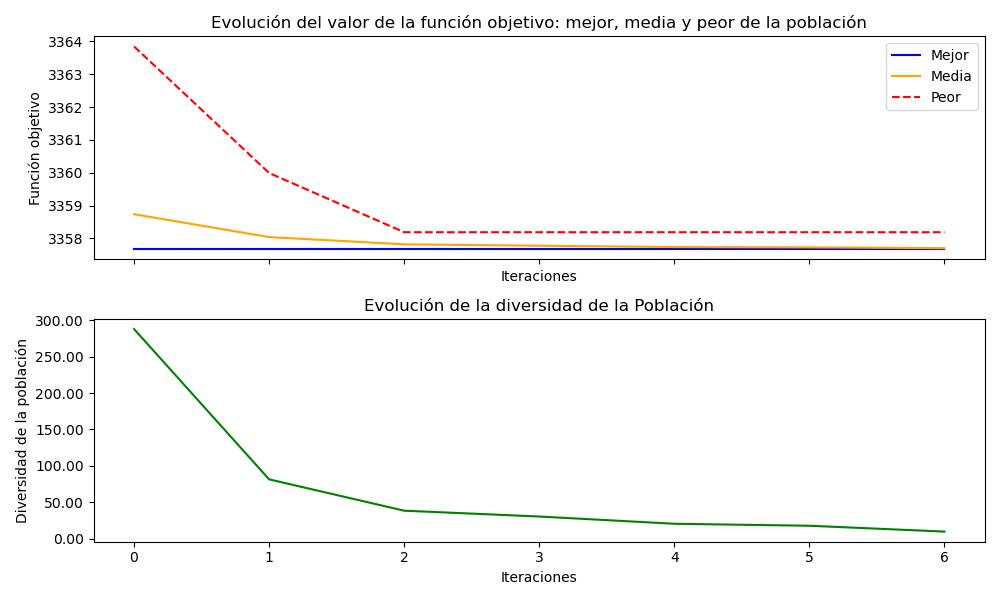 Evolución del valor de la función objetivo: mejor, media y peor de la población
3364
3363
3362
3361
3360
3359
3358
Función objetivo
Mejor
Media
Peor
Iteraciones
Evolución de la diversidad de la Población
300.00
250.00
200.00
150.00
100.00
50.00
0.00
Diversidad de la población
0 1 2 3 4 5 6
Iteraciones